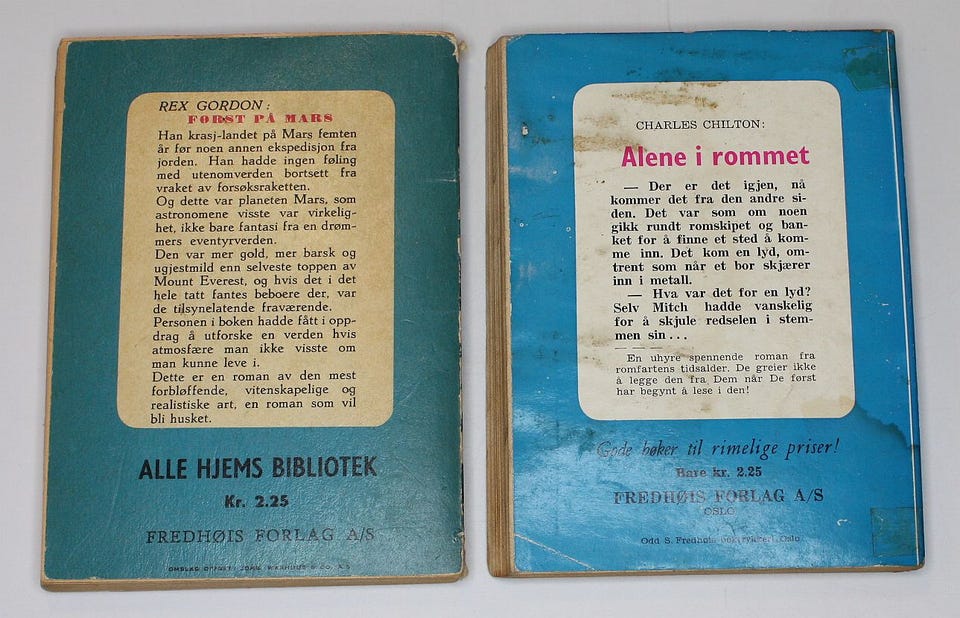 REX GORDON:
FØRST PÅ MARS
Han krasj-landet på Mars femten
år før noen annen ekspedisjon fra
jorden. Han hadde ingen føling
med utenomverden bortsett fra
vraket av forsøksraketten.
Og dette var planeten Mars, som
astronomene visste var virkelig-
het, ikke bare fantasi fra en drøm-
mers eventyrverden.
Den var mer gold, mer barsk og
ugjestmild enn selveste toppen av
Mount Everest, og hvis det i det
hele tatt fantes beboere der, var
de tilsynelatende fraværende.
Personen i boken hadde fått i opp-
drag å utforske en verden hvis
atmosfære man ikke visste om
man kunne leve i.
Dette er en roman av den mest
forbløffende, vitenskapelige og
realistiske art, en roman som vil
bli husket.
ALLE HJEMS BIBLIOTEK
Kr. 2.25
FREDHØIS FORLAG A/S
OMSLAG OFFSET: JOHN. & CO. A.S
CHARLES CHILTON:
Alene i rommet
— Der er det igjen, nå
kommer det fra den andre si-
den. Det var som om noen
gikk rundt romskipet og ban-
ket for å finne et sted å kom-
me inn. Det kom en lyd, om-
trent som når et bor skjærer
inn i metall.
— Hva var det for en lyd?
Selv Mitch hadde vanskelig
for å skjule redselen i stem-
men sin . . .
En uhyre spennende roman fra
romfartens tidsalder. De greier ikke
å legge den fra Dem når De først
har begynt å lese i den!
Gode bøker til rimelige priser!
Bare kr. 2.25
FREDHØIS FORLAG A/S
OSLO
Odd S. Fredhøis boktrykkeri, Oslo